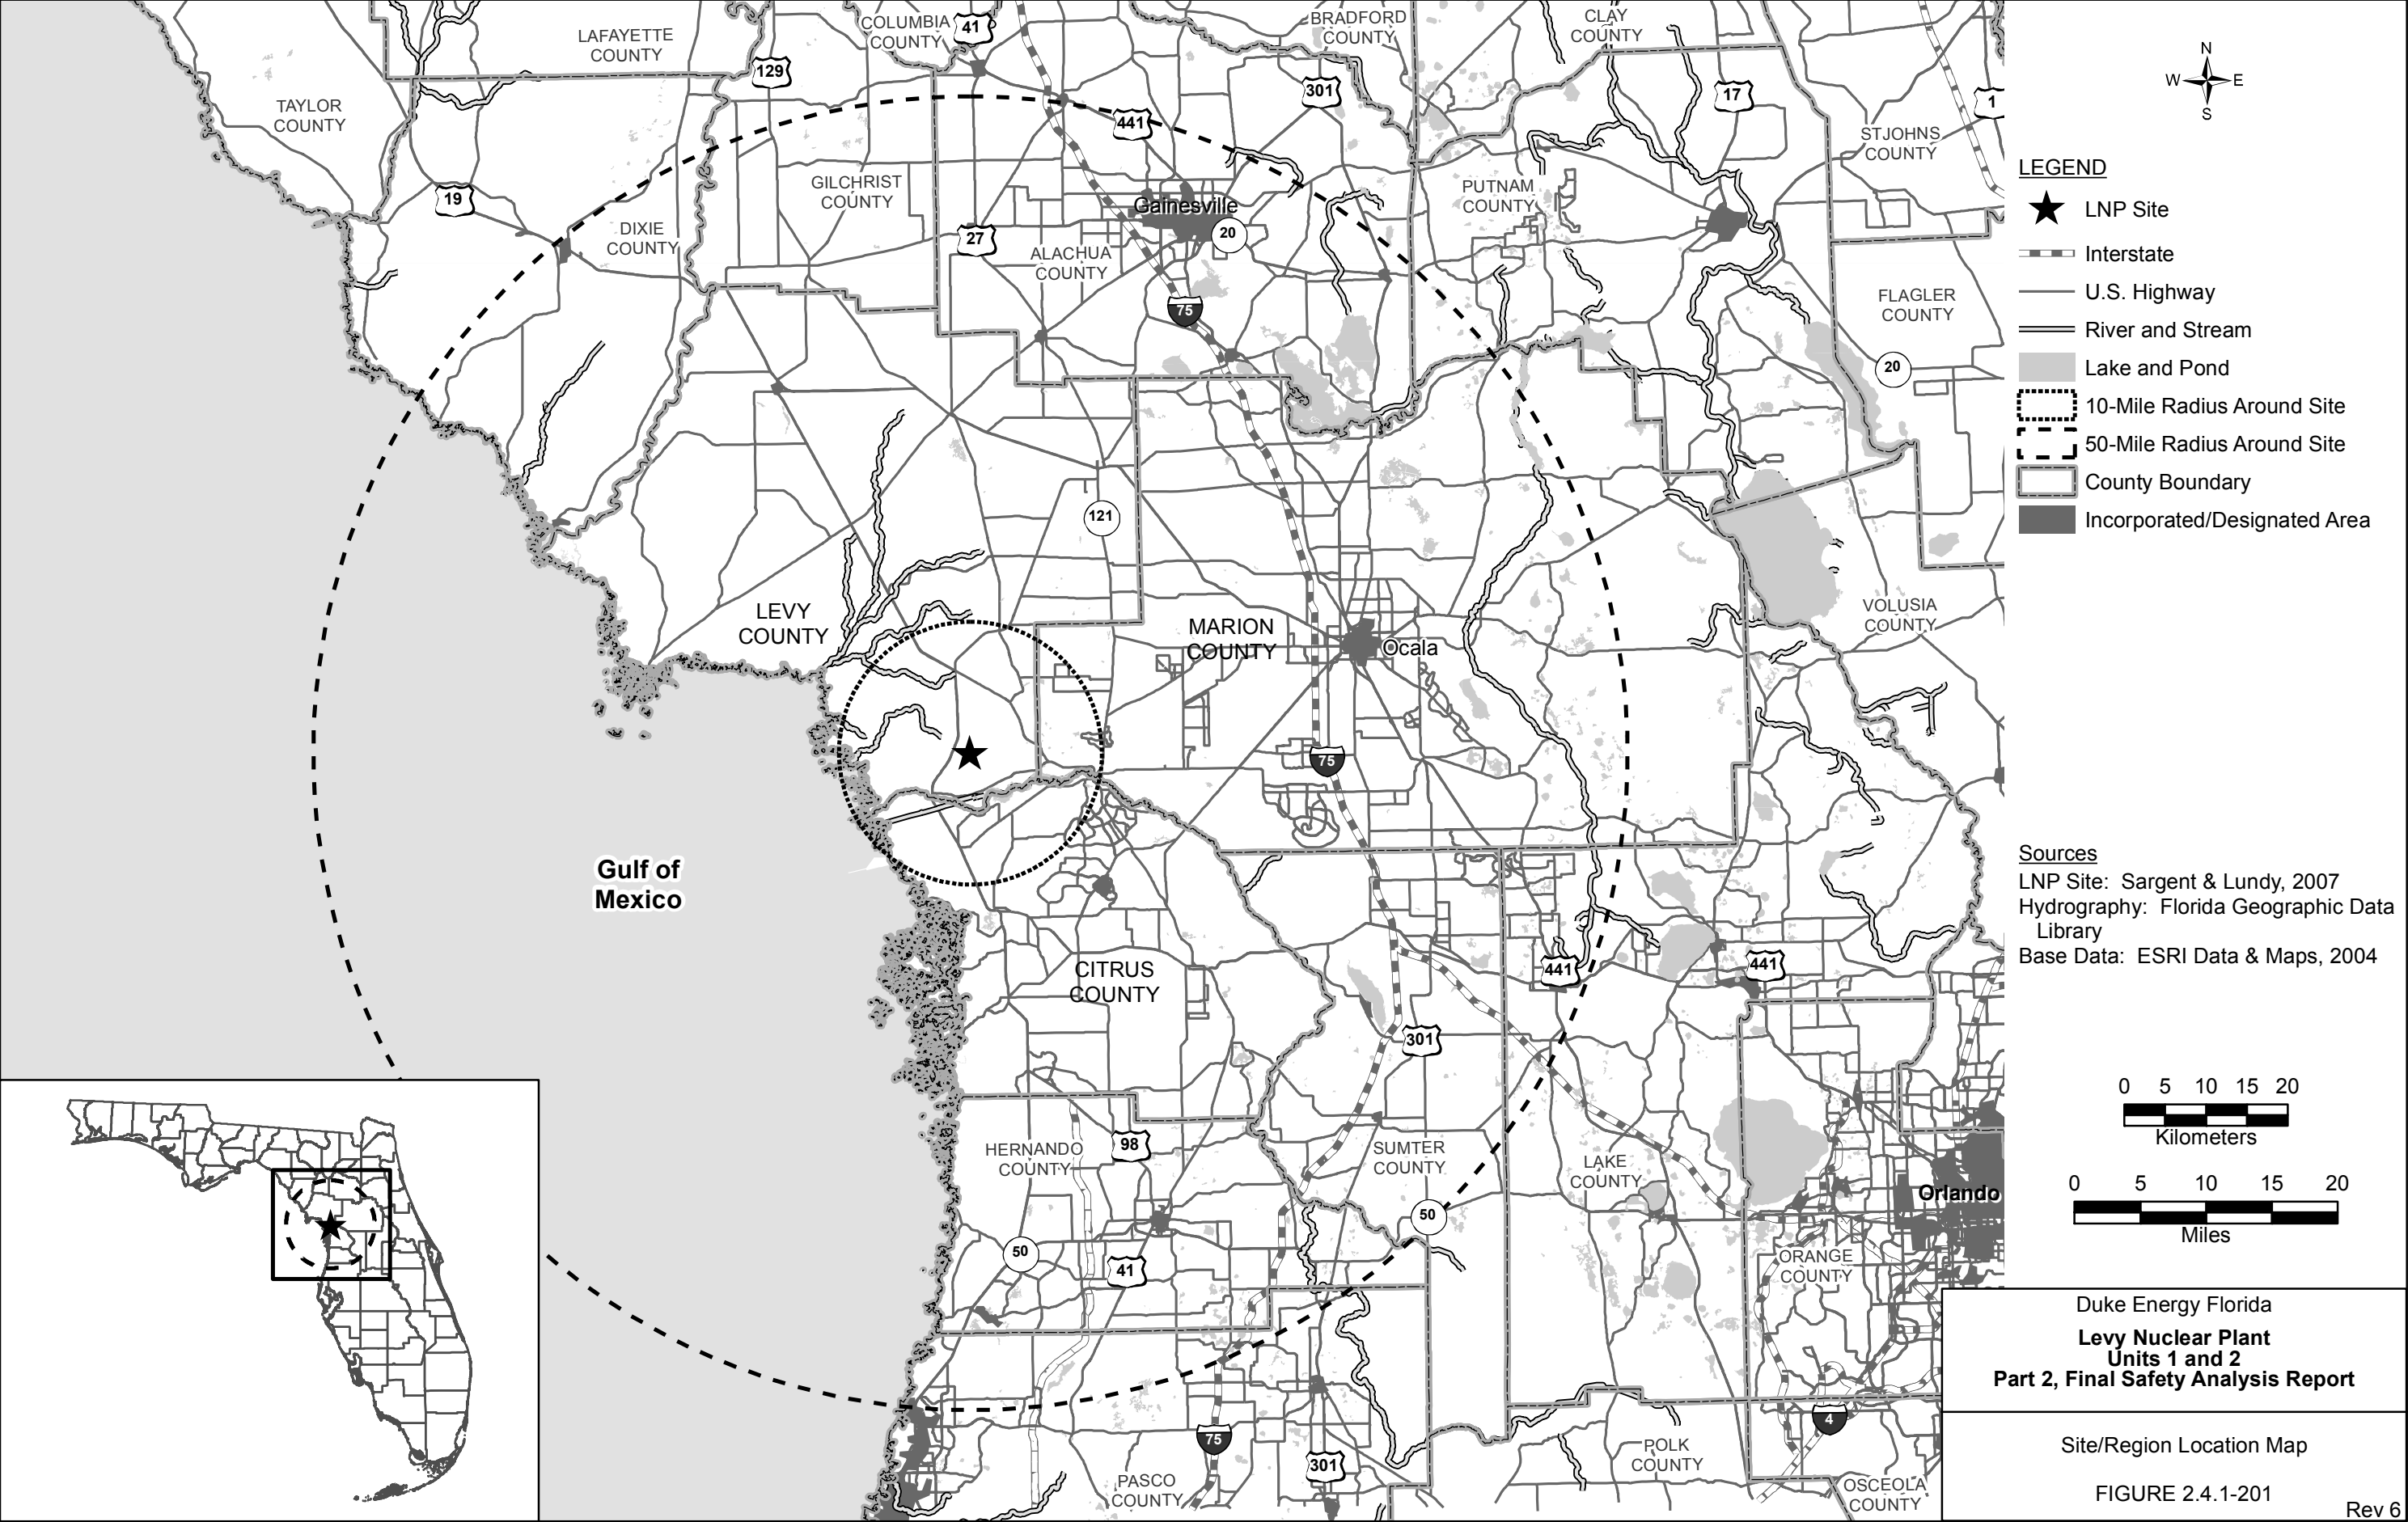 LAFAYETTE
COUNTY
COLUMBIA
COUNTY
41
BRADFORD
COUNTY
CLAY
COUNTY
129
301
17
1
TAYLOR
COUNTY
441
STJOHNS
COUNTY
19
GILCHRIST
COUNTY
Gainesville
PUTNAM
COUNTY
DIXIE
COUNTY
27
20
ALACHUA
COUNTY
75
FLAGLER
COUNTY
20
121
LEVY
COUNTY
MARION
COUNTY
Ocala
VOLUSIA
COUNTY
75
Gulf of
Mexico
CITRUS
COUNTY
441
441
301
HERNANDO
COUNTY
98
SUMTER
COUNTY
LAKE
COUNTY
Orlando
50
50
41
ORANGE
COUNTY
75
301
4
PASCO
COUNTY
POLK
COUNTY
OSCEOLA
COUNTY
N
W E
S
LEGEND
LNP Site
Interstate
U.S. Highway
River and Stream
Lake and Pond
10-Mile Radius Around Site
50-Mile Radius Around Site
County Boundary
Incorporated/Designated Area
Sources
LNP Site: Sargent & Lundy, 2007
Hydrography: Florida Geographic Data
Library
Base Data: ESRI Data & Maps, 2004
0 5 10 15 20
Kilometers
0 5 10 15 20
Miles
Duke Energy Florida
Levy Nuclear Plant
Units 1 and 2
Part 2, Final Safety Analysis Report
Site/Region Location Map
FIGURE 2.4.1-201
Rev 6